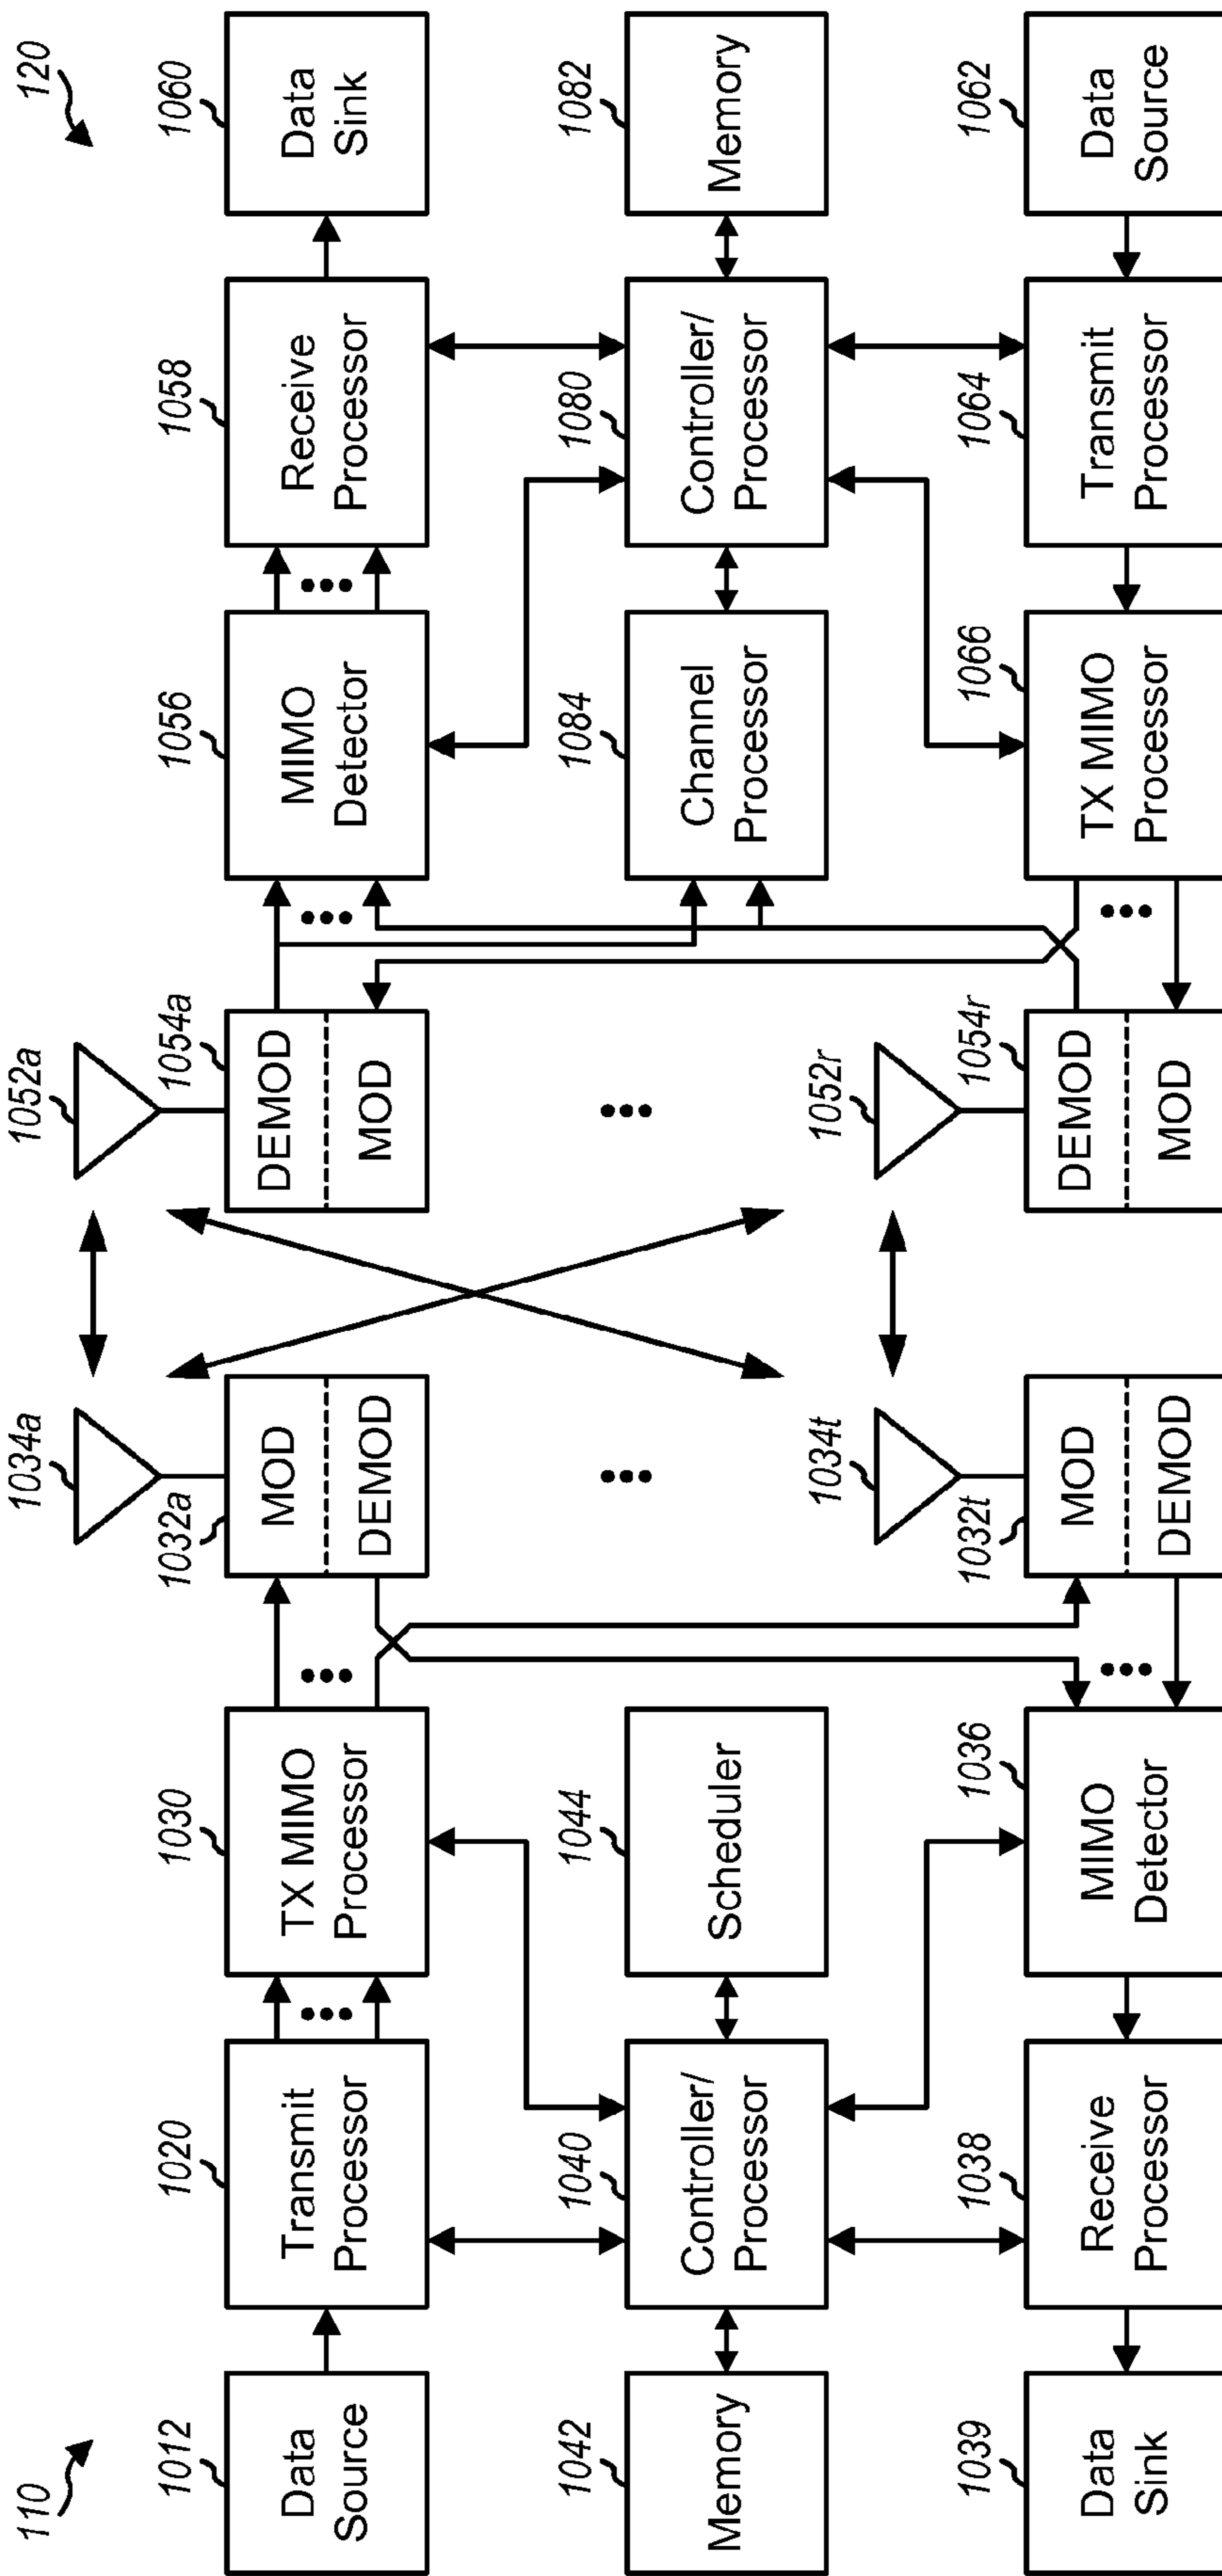 110
120
1012
Data
Source
1020
Transmit
Processor
1030
TX MIMO
Processor
1034a
1032a
MOD
DEMOD
1052a
1054a
DEMOD
MOD
1056
MIMO
Detector
1058
Receive
Processor
1060
Data
Sink
1042
Memory
1040
Controller/
Processor
1044
Scheduler
1084
Channel
Processor
1080
Controller/
Processor
1082
Memory
1039
Data
Sink
1038
Receive
Processor
1036
MIMO
Detector
1034t
1032t
MOD
DEMOD
1052r
1054r
DEMOD
MOD
1066
TX MIMO
Processor
1064
Transmit
Processor
1062
Data
Source